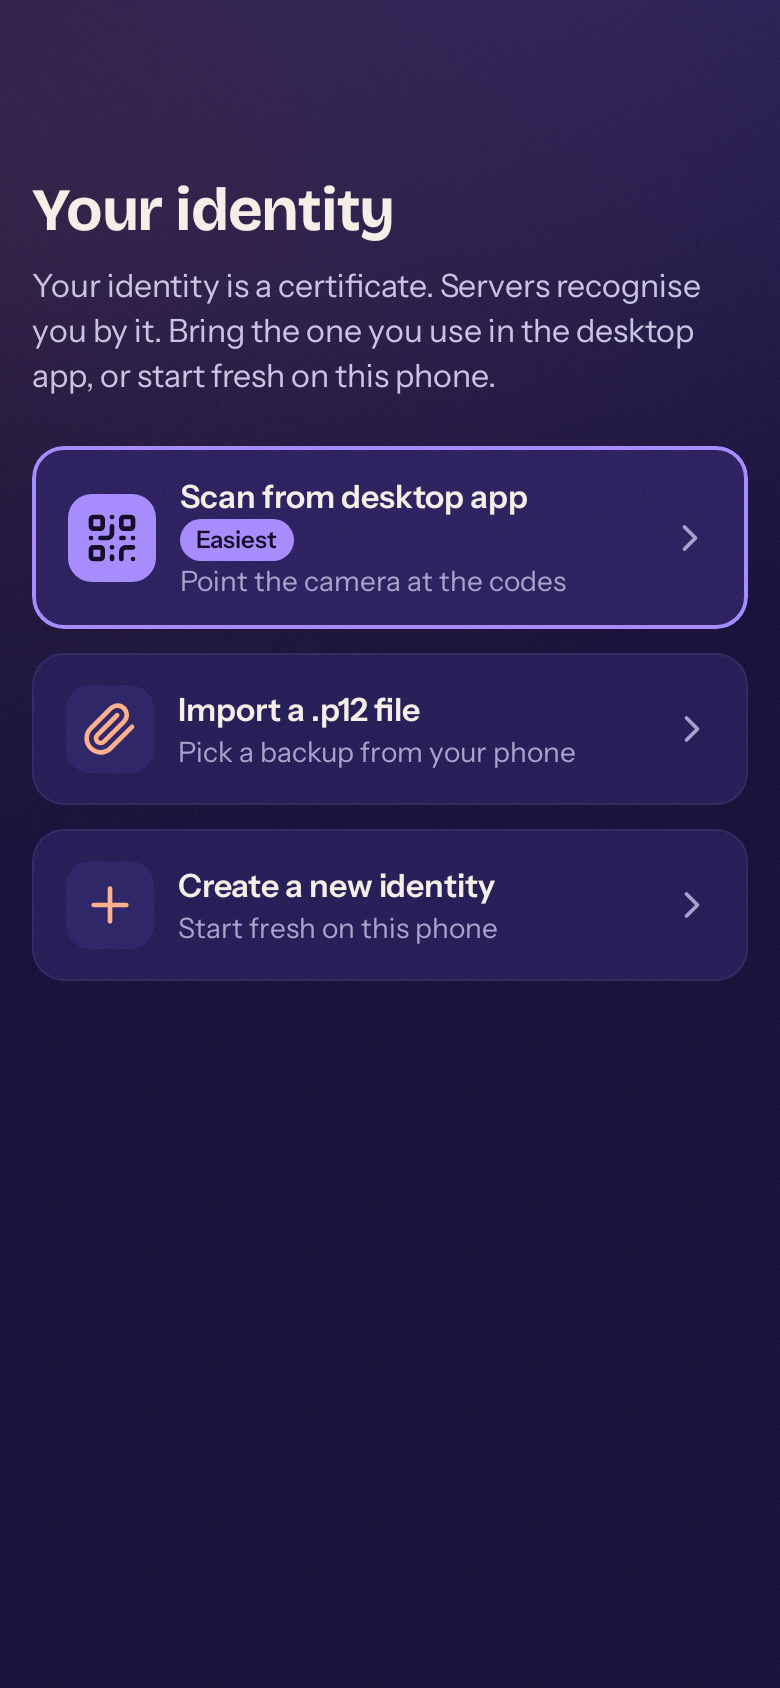 Your identity
Your identity is a certificate. Servers recognise
you by it. Bring the one you use in the desktop
app, or start fresh on this phone.
Scan from desktop app
Easiest
Point the camera at the codes
Import a .p12 file
Pick a backup from your phone
Create a new identity
Start fresh on this phone